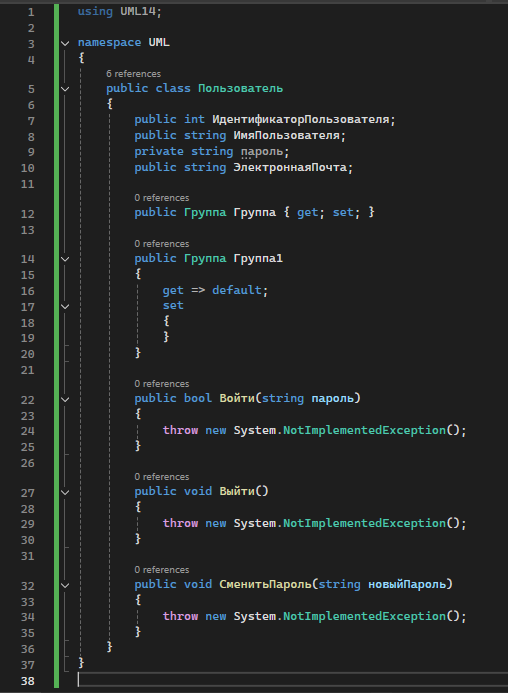 1 using UML14;
2
3 namespace UML
4 {
6 references
5 public class Пользователь
6 {
7 public int ИдентификаторПользователя;
8 public string ИмяПользователя;
9 private string пароль;
10 public string ЭлектроннаяПочта;
11
0 references
12 public Группа Группа { get; set; }
13
0 references
14 public Группа Группа1
15 {
16 get => default;
17 set
18 {
19 }
20 }
21
0 references
22 public bool Войти(string пароль)
23 {
24 throw new System.NotImplementedException();
25 }
26
0 references
27 public void Выйти()
28 {
29 throw new System.NotImplementedException();
30 }
31
0 references
32 public void СменитьПароль(string новыйПароль)
33 {
34 throw new System.NotImplementedException();
35 }
36 }
37 }
38